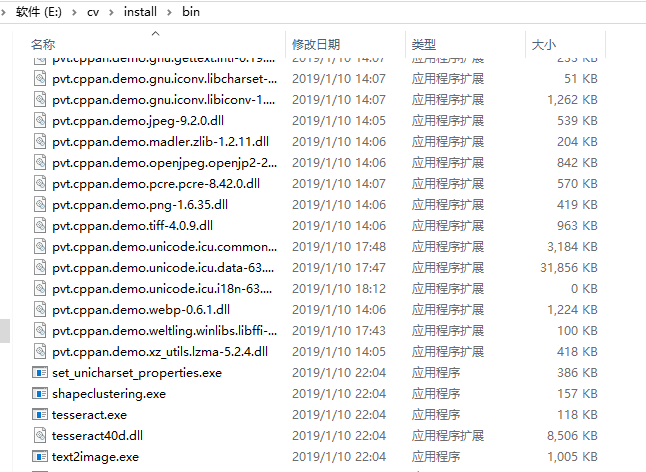 软件 (E:) > cv > install > bin
名称 修改日期 类型 大小
pvt.cppan.demo.gnu.gettext.intl-0.19.... 2019/1/10 14:07 应用程序扩展 253 KB
pvt.cppan.demo.gnu.iconv.libcharset-... 2019/1/10 14:07 应用程序扩展 51 KB
pvt.cppan.demo.gnu.iconv.libiconv-1.... 2019/1/10 14:07 应用程序扩展 1,262 KB
pvt.cppan.demo.jpeg-9.2.0.dll 2019/1/10 14:05 应用程序扩展 539 KB
pvt.cppan.demo.madler.zlib-1.2.11.dll 2019/1/10 14:06 应用程序扩展 204 KB
pvt.cppan.demo.openjpeg.openjp2-2... 2019/1/10 14:06 应用程序扩展 842 KB
pvt.cppan.demo.pcre.pcre-8.42.0.dll 2019/1/10 14:07 应用程序扩展 570 KB
pvt.cppan.demo.png-1.6.35.dll 2019/1/10 14:06 应用程序扩展 419 KB
pvt.cppan.demo.tiff-4.0.9.dll 2019/1/10 14:06 应用程序扩展 963 KB
pvt.cppan.demo.unicode.icu.common... 2019/1/10 17:48 应用程序扩展 3,184 KB
pvt.cppan.demo.unicode.icu.data-63.... 2019/1/10 17:47 应用程序扩展 31,856 KB
pvt.cppan.demo.unicode.icu.i18n-63.... 2019/1/10 18:12 应用程序扩展 0 KB
pvt.cppan.demo.webp-0.6.1.dll 2019/1/10 14:06 应用程序扩展 1,224 KB
pvt.cppan.demo.weltling.winlibs.libffi-... 2019/1/10 17:43 应用程序扩展 100 KB
pvt.cppan.demo.xz_utils.lzma-5.2.4.dll 2019/1/10 14:05 应用程序扩展 418 KB
set_unicharset_properties.exe 2019/1/10 22:04 应用程序 386 KB
shapeclustering.exe 2019/1/10 22:04 应用程序 157 KB
tesseract.exe 2019/1/10 22:04 应用程序 118 KB
tesseract40d.dll 2019/1/10 22:04 应用程序扩展 8,506 KB
text2image.exe 2019/1/10 22:04 应用程序 1,005 KB